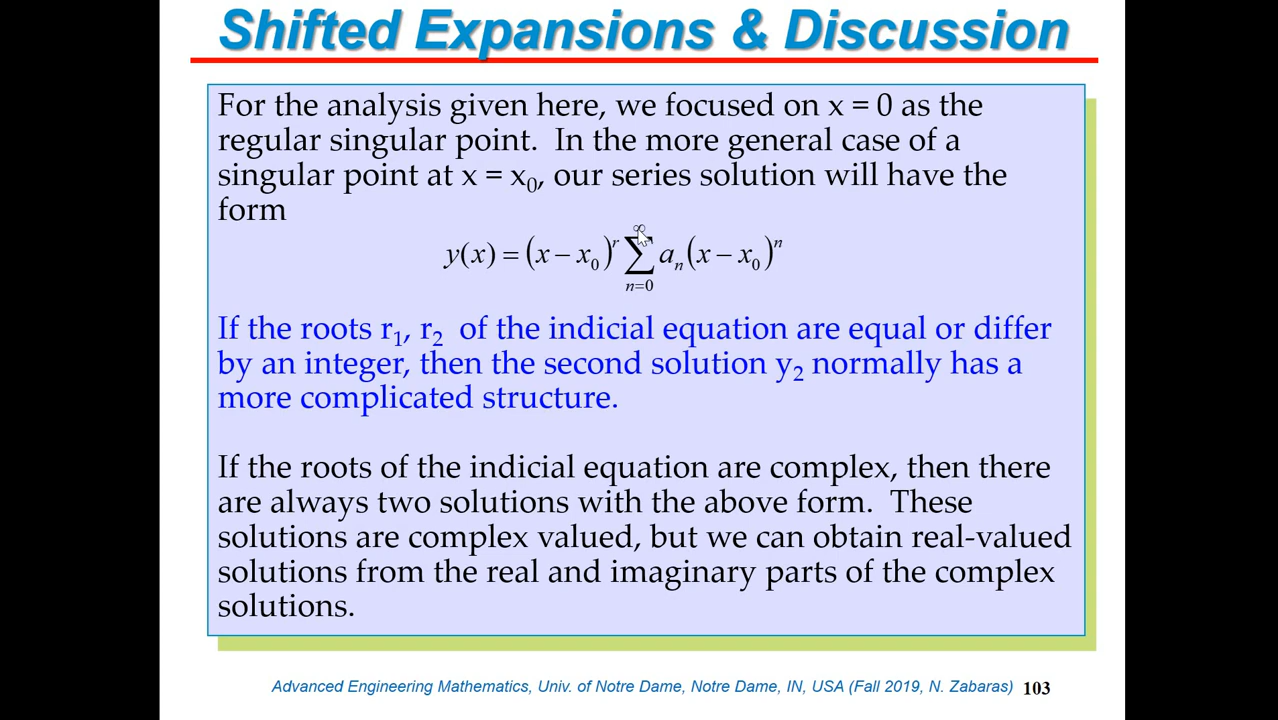 Shifted Expansions & Discussion
For the analysis given here, we focused on x = 0 as the
regular singular point. In the more general case of a
singular point at x = x₀, our series solution will have the
form
y(x) = (x − x₀)^r ∑_{n=0}^{∞} a_n (x − x₀)^n
If the roots r₁, r₂ of the indicial equation are equal or differ
by an integer, then the second solution y₂ normally has a
more complicated structure.
If the roots of the indicial equation are complex, then there
are always two solutions with the above form. These
solutions are complex valued, but we can obtain real-valued
solutions from the real and imaginary parts of the complex
solutions.
Advanced Engineering Mathematics, Univ. of Notre Dame, Notre Dame, IN, USA (Fall 2019, N. Zabaras) 103